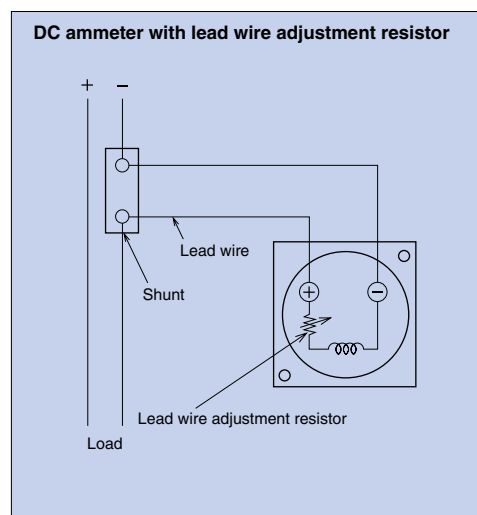 DC ammeter with lead wire adjustment resistor
+ −
Lead wire
Shunt
+ −
Lead wire adjustment resistor
Load